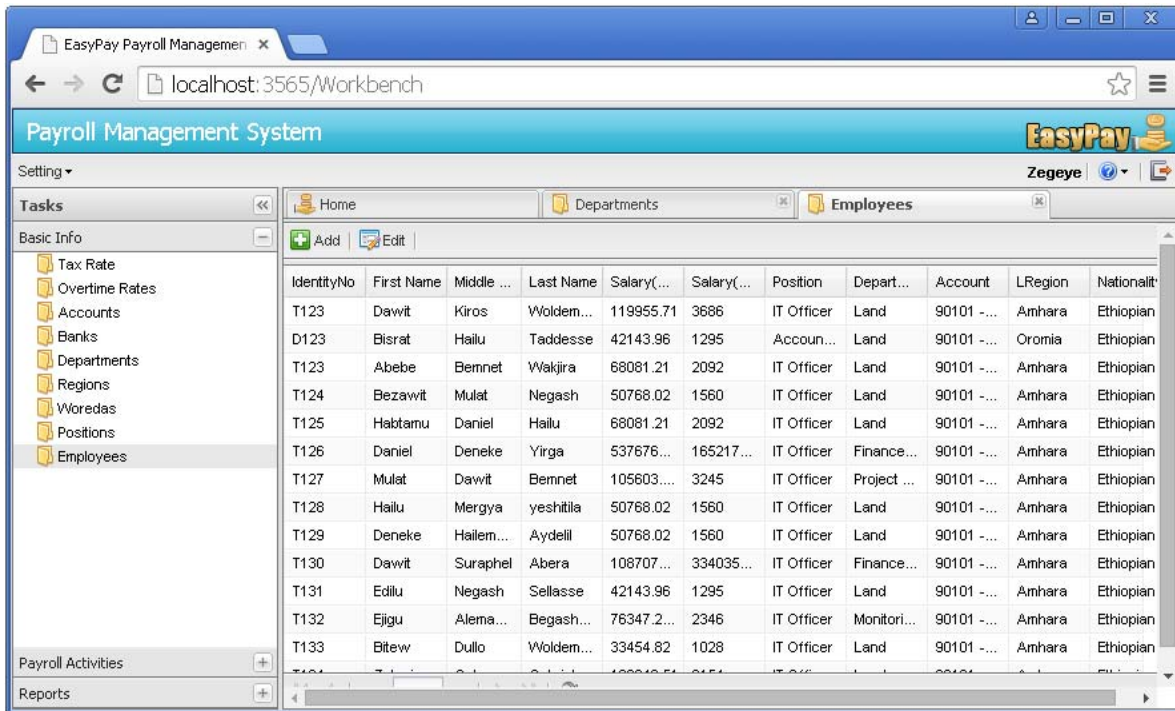 EasyPay Payroll Managemen
localhost:3565/Workbench
Payroll Management System
EasyPay
Setting
Zegeye
Tasks
Basic Info
Tax Rate
Overtime Rates
Accounts
Banks
Departments
Regions
Woredas
Positions
Employees
Payroll Activities
Reports
Home Departments Employees
Add Edit
IdentityNo First Name Middle ... Last Name Salary(... Salary(... Position Depart... Account LRegion Nationalit
T123 Dawit Kiros Woldem... 119955.71 3686 IT Officer Land 90101 -... Amhara Ethiopian
D123 Bisrat Hailu Taddesse 42143.96 1295 Accoun... Land 90101 -... Oromia Ethiopian
T123 Abebe Bemnet Wakjira 68081.21 2092 IT Officer Land 90101 -... Amhara Ethiopian
T124 Bezawit Mulat Negash 50768.02 1560 IT Officer Land 90101 -... Amhara Ethiopian
T125 Habtamu Daniel Hailu 68081.21 2092 IT Officer Land 90101 -... Amhara Ethiopian
T126 Daniel Deneke Yirga 537676... 165217... IT Officer Finance... 90101 -... Amhara Ethiopian
T127 Mulat Dawit Bemnet 105603.... 3245 IT Officer Project ... 90101 -... Amhara Ethiopian
T128 Hailu Mergya yeshitila 50768.02 1560 IT Officer Land 90101 -... Amhara Ethiopian
T129 Deneke Hailem... Aydelil 50768.02 1560 IT Officer Land 90101 -... Amhara Ethiopian
T130 Dawit Suraphel Abera 108707... 334035... IT Officer Finance... 90101 -... Amhara Ethiopian
T131 Edilu Negash Sellasse 42143.96 1295 IT Officer Land 90101 -... Amhara Ethiopian
T132 Ejigu Alema... Begash... 76347.2... 2346 IT Officer Monitori... 90101 -... Amhara Ethiopian
T133 Bitew Dullo Woldem... 33454.82 1028 IT Officer Land 90101 -... Amhara Ethiopian